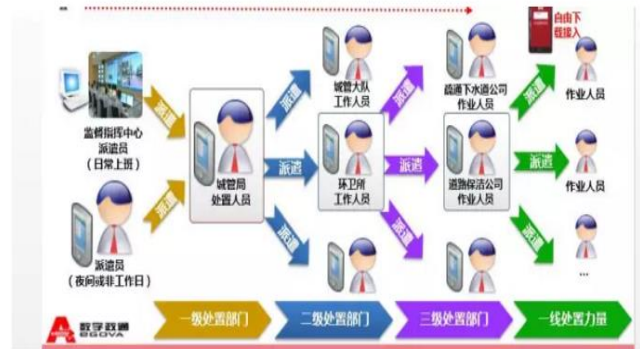 自由下
载接入
监督指挥中心
派遣员
（日常上班）
派遣员
（夜间或非工作日）
派遣
派遣
城管局
处置人员
派遣
派遣
派遣
城管大队
工作人员
环卫所
工作人员
派遣
派遣
派遣
疏通下水道公司
作业人员
道路保洁公司
作业人员
派遣
派遣
派遣
作业人员
作业人员
...
数字政通
EGOVA
一级处置部门
二级处置部门
三级处置部门
一线处置力量